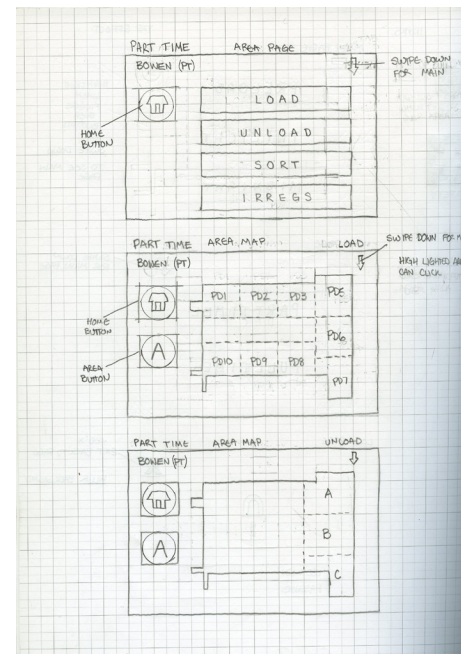 PART TIME AREA PAGE
BOWEN (PT)
SWIPE DOWN
FOR MAIN
LOAD
HOME
BUTTON
UNLOAD
SORT
IRREGS
PART TIME AREA MAP LOAD
SWIPE DOWN FOR
BOWEN (PT)
HIGH LIGHTED
CAN CLICK
PD1 PD2 PD3 PD5
HOME
BUTTON
PD6
A
AREA
BUTTON
PD10 PD9 PD8
PD7
PART TIME AREA MAP UNLOAD
BOWEN (PT)
A
B
A
C